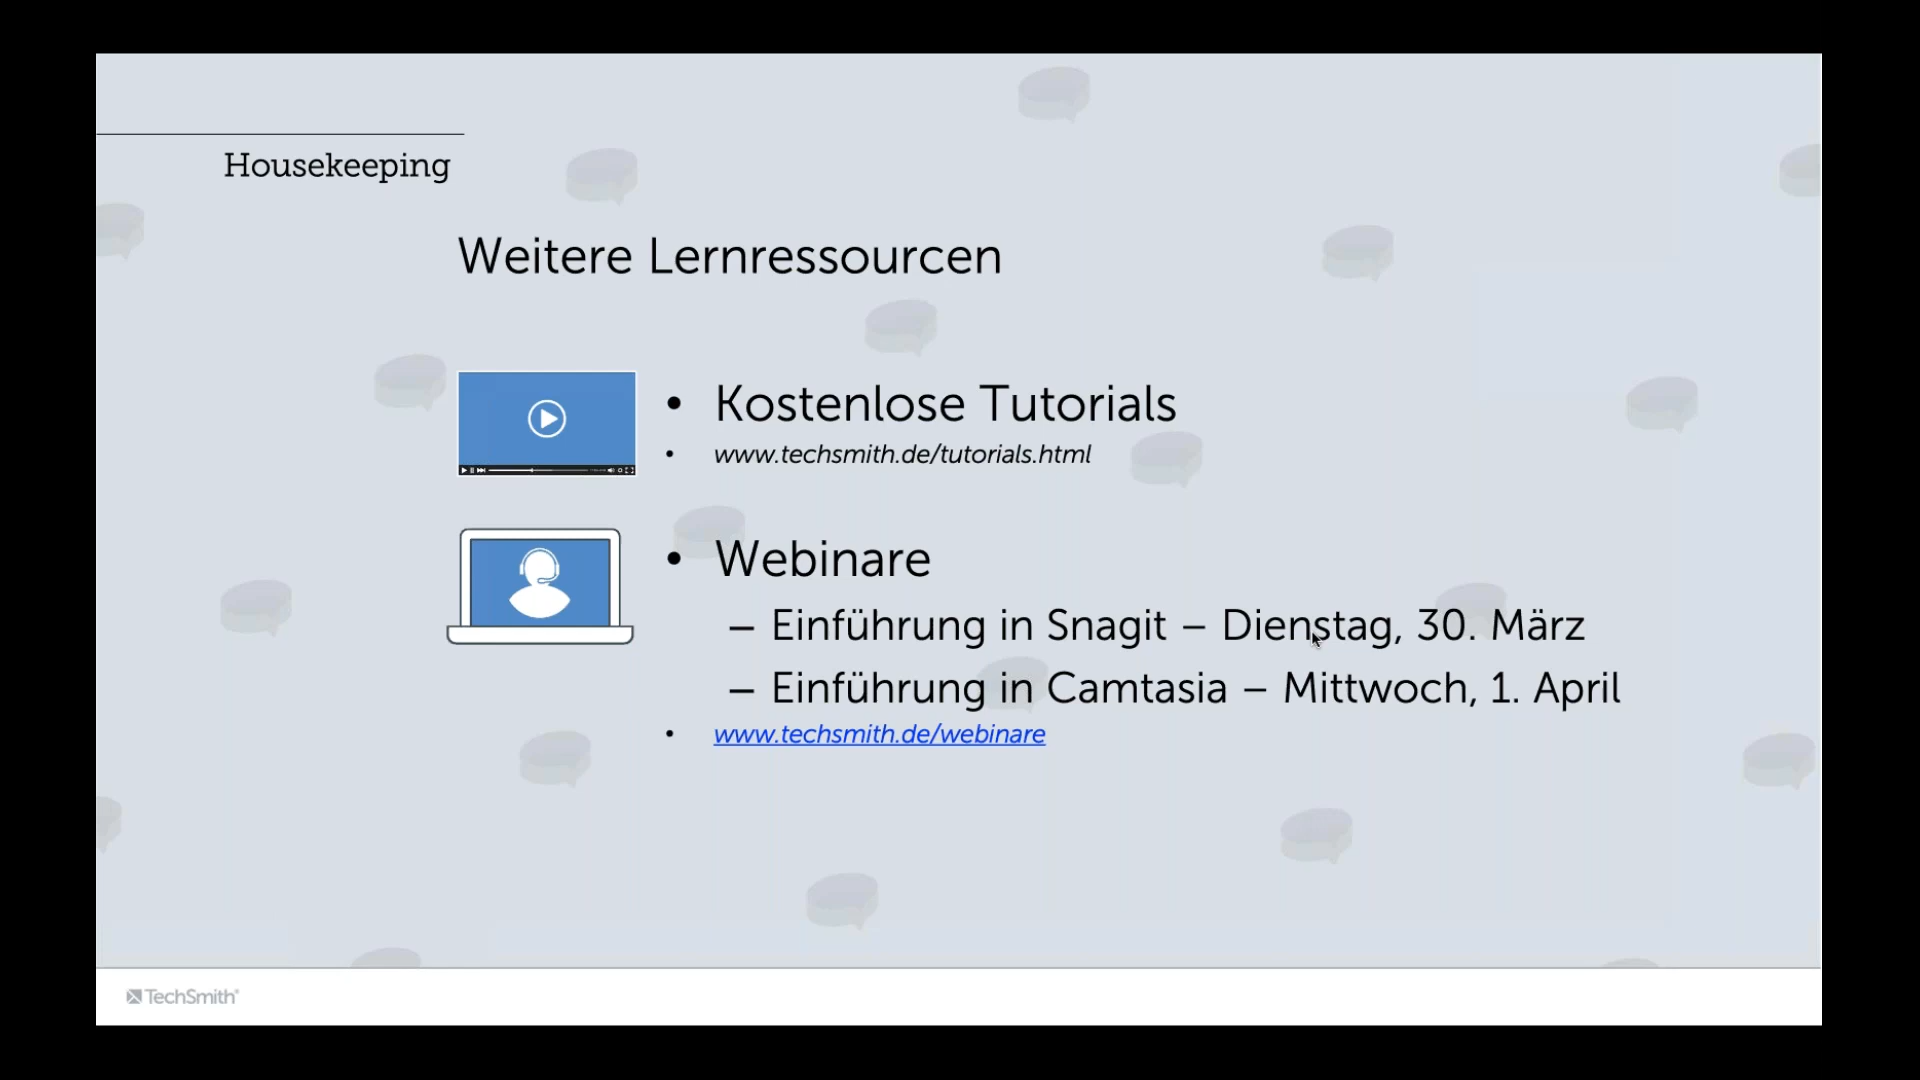 Housekeeping
Weitere Lernressourcen
• Kostenlose Tutorials
• www.techsmith.de/tutorials.html
• Webinare
– Einführung in Snagit – Dienstag, 30. März
– Einführung in Camtasia – Mittwoch, 1. April
• www.techsmith.de/webinare
TechSmith®